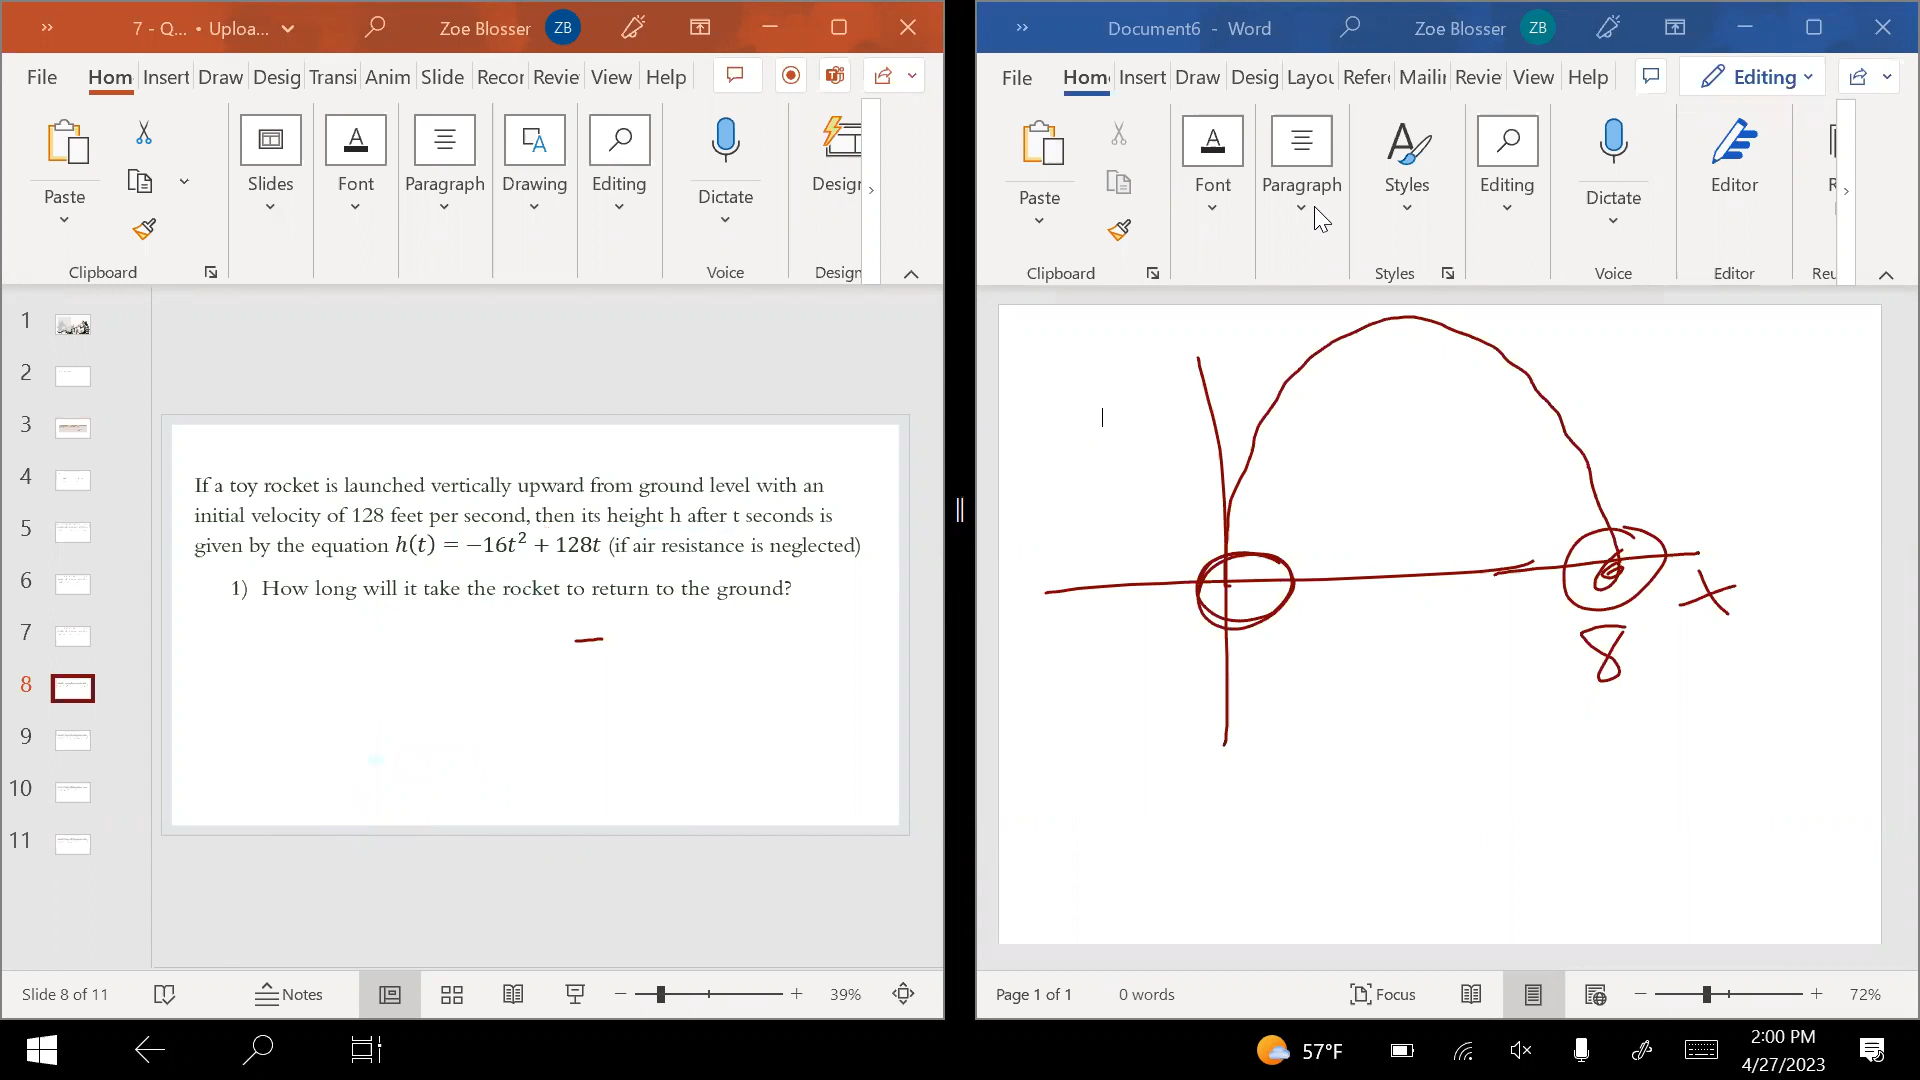 7 - Q... • Uploa...
Zoe Blosser
ZB
File
Hom
Insert
Draw
Desig
Transi
Anim
Slide
Recor
Revie
View
Help
Paste
Slides
Font
Paragraph
Drawing
Editing
Dictate
Design
Clipboard
Voice
Design
1
2
3
4
5
6
7
8
9
10
11
If a toy rocket is launched vertically upward from ground level with an
initial velocity of 128 feet per second, then its height h after t seconds is
given by the equation h(t) = −16t² + 128t (if air resistance is neglected)
1) How long will it take the rocket to return to the ground?
Slide 8 of 11
Notes
39%
Document6 - Word
Zoe Blosser
ZB
File
Hom
Insert
Draw
Desig
Layou
Refere
Mailin
Revie
View
Help
Editing
Paste
Font
Paragraph
Styles
Editing
Dictate
Editor
R
Clipboard
Styles
Voice
Editor
Reu
X
8
Page 1 of 1
0 words
Focus
72%
57°F
2:00 PM
4/27/2023